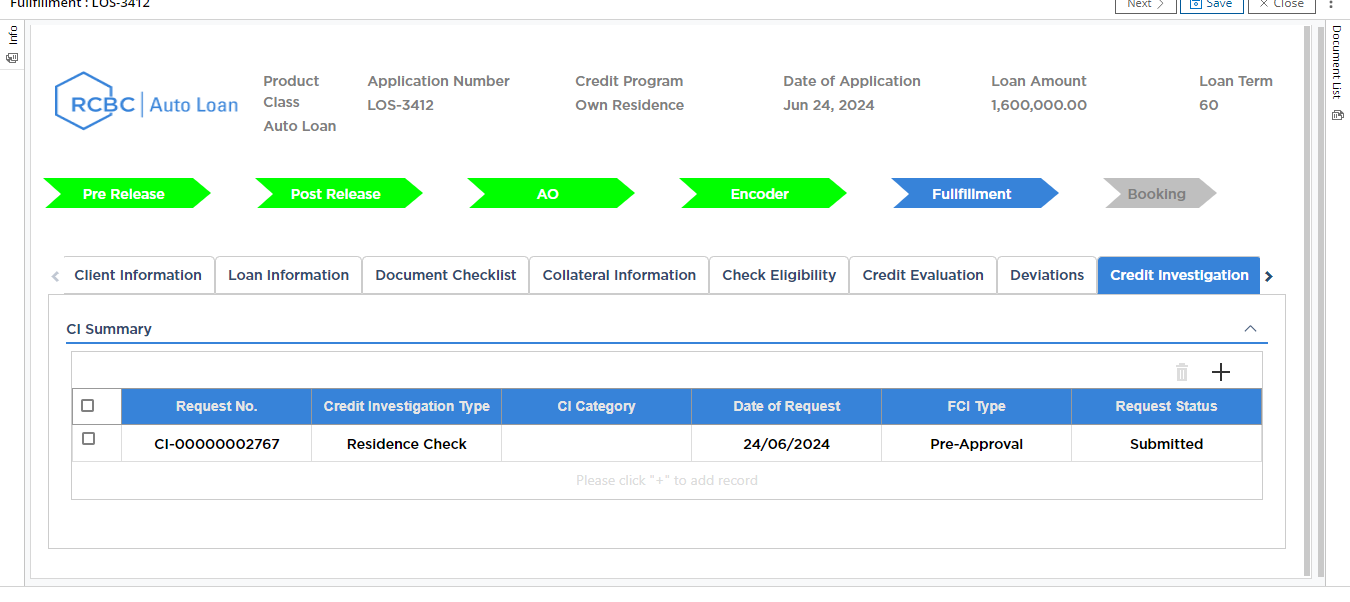 Fullfillment : LOS-3412
Next
Save
Close
Info
Document List
RCBC | Auto Loan
Product Class
Auto Loan
Application Number
LOS-3412
Credit Program
Own Residence
Date of Application
Jun 24, 2024
Loan Amount
1,600,000.00
Loan Term
60
Pre Release
Post Release
AO
Encoder
Fullfillment
Booking
Client Information
Loan Information
Document Checklist
Collateral Information
Check Eligibility
Credit Evaluation
Deviations
Credit Investigation
CI Summary
Request No. Credit Investigation Type CI Category Date of Request FCI Type Request Status
CI-00000002767 Residence Check 24/06/2024 Pre-Approval Submitted
Please click "+" to add record